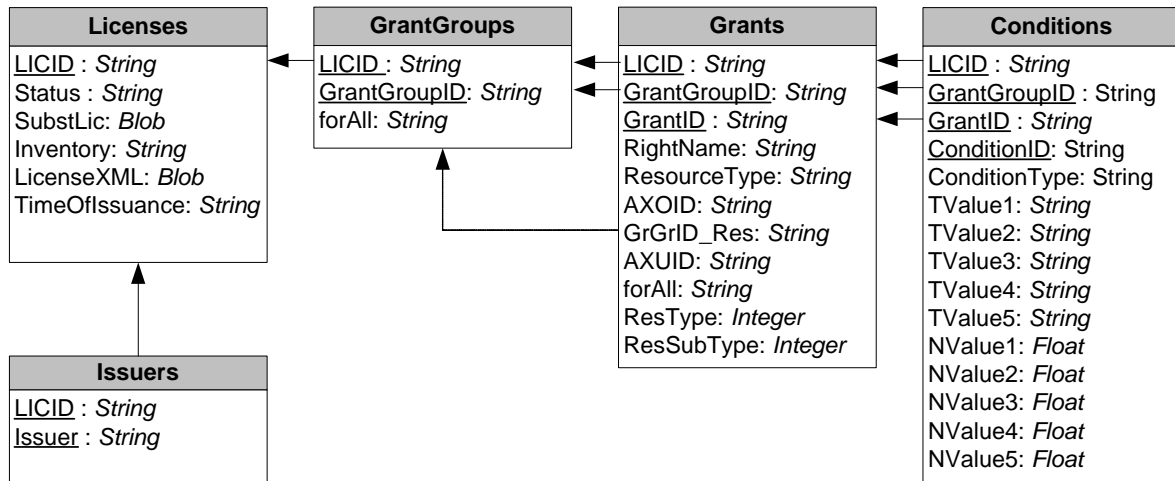 Licenses
LICID : String
Status : String
SubstLic: Blob
Inventory: String
LicenseXML: Blob
TimeOfIssuance: String
GrantGroups
LICID : String
GrantGroupID: String
forAll: String
Grants
LICID : String
GrantGroupID: String
GrantID : String
RightName: String
ResourceType: String
AXOID: String
GrGrID_Res: String
AXUID: String
forAll: String
ResType: Integer
ResSubType: Integer
Conditions
LICID : String
GrantGroupID : String
GrantID : String
ConditionID: String
ConditionType: String
TValue1: String
TValue2: String
TValue3: String
TValue4: String
TValue5: String
NValue1: Float
NValue2: Float
NValue3: Float
NValue4: Float
NValue5: Float
Issuers
LICID : String
Issuer : String